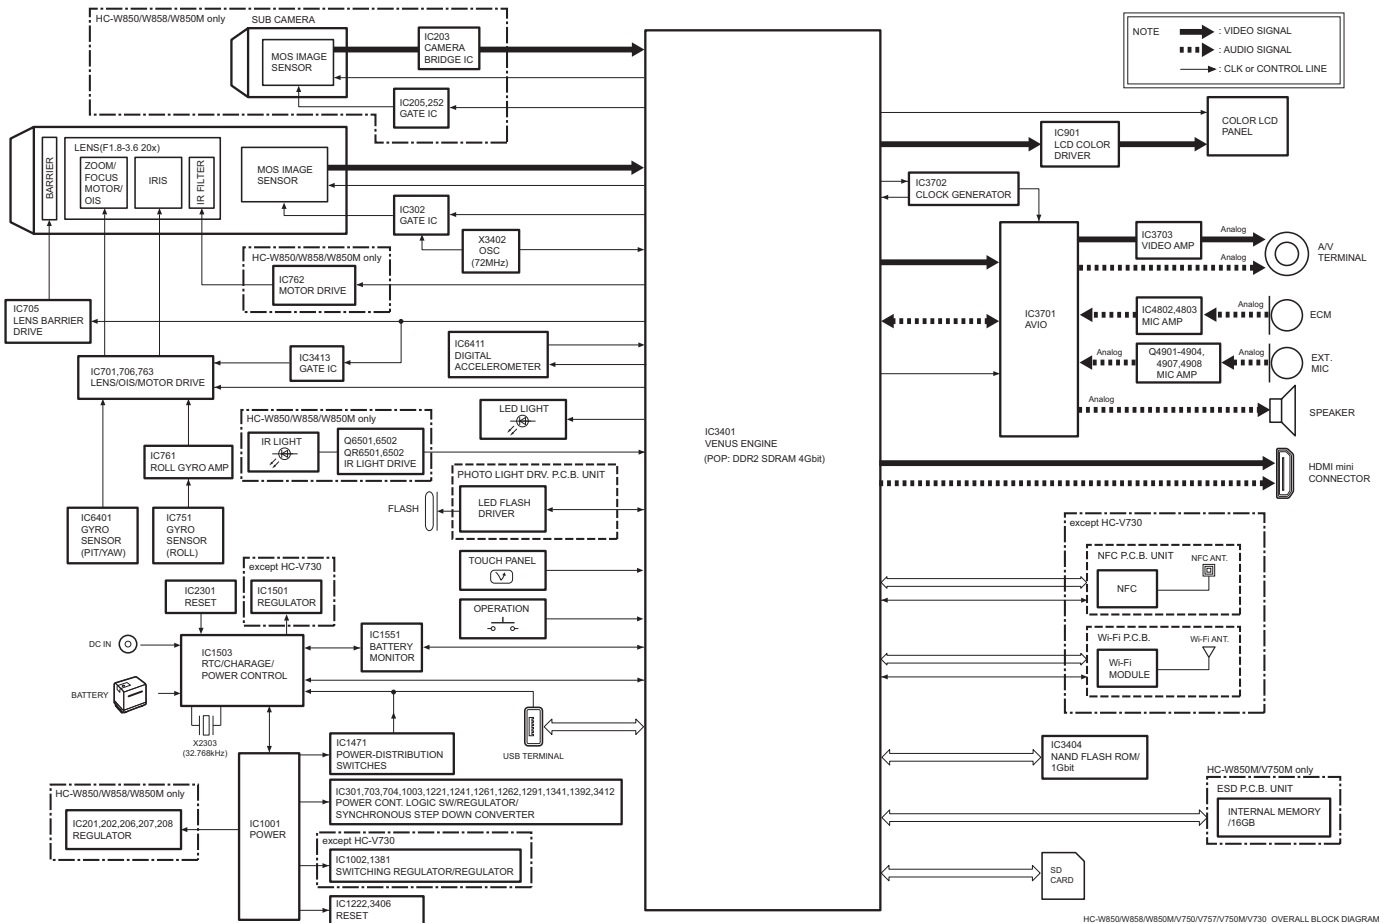 HC-W850/W858/W850M only
SUB CAMERA
MOS IMAGE
SENSOR
IC203
CAMERA
BRIDGE IC
IC205,252
GATE IC
NOTE
: VIDEO SIGNAL
: AUDIO SIGNAL
: CLK or CONTROL LINE
BARRIER
LENS(F1.8-3.6 20x)
ZOOM/
FOCUS
MOTOR/
OIS
IRIS
IR FILTER
MOS IMAGE
SENSOR
IC302
GATE IC
X3402
OSC
(72MHz)
HC-W850/W858/W850M only
IC762
MOTOR DRIVE
IC705
LENS BARRIER
DRIVE
IC3413
GATE IC
IC701,706,763
LENS/OIS/MOTOR DRIVE
IC6411
DIGITAL
ACCELEROMETER
LED LIGHT
HC-W850/W858/W850M only
IR LIGHT
Q6501,6502
QR6501,6502
IR LIGHT DRIVE
IC761
ROLL GYRO AMP
IC6401
GYRO
SENSOR
(PIT/YAW)
IC751
GYRO
SENSOR
(ROLL)
PHOTO LIGHT DRV. P.C.B. UNIT
FLASH
LED FLASH
DRIVER
TOUCH PANEL
OPERATION
IC2301
RESET
except HC-V730
IC1501
REGULATOR
DC IN
BATTERY
IC1503
RTC/CHARAGE/
POWER CONTROL
IC1551
BATTERY
MONITOR
X2303
(32.768kHz)
USB TERMINAL
IC1471
POWER-DISTRIBUTION
SWITCHES
IC301,703,704,1003,1221,1241,1261,1262,1291,1341,1392,3412
POWER CONT. LOGIC SW/REGULATOR/
SYNCHRONOUS STEP DOWN CONVERTER
HC-W850/W858/W850M only
IC201,202,206,207,208
REGULATOR
IC1001
POWER
except HC-V730
IC1002,1381
SWITCHING REGULATOR/REGULATOR
IC1222,3406
RESET
IC3401
VENUS ENGINE
(POP: DDR2 SDRAM 4Gbit)
IC901
LCD COLOR
DRIVER
COLOR LCD
PANEL
IC3702
CLOCK GENERATOR
IC3701
AVIO
IC3703
VIDEO AMP
Analog
Analog
A/V
TERMINAL
IC4802,4803
MIC AMP
Analog
ECM
Analog
Q4901-4904,
4907,4908
MIC AMP
Analog
EXT.
MIC
Analog
SPEAKER
HDMI mini
CONNECTOR
except HC-V730
NFC P.C.B. UNIT
NFC ANT.
NFC
Wi-Fi P.C.B.
Wi-Fi ANT.
Wi-Fi
MODULE
IC3404
NAND FLASH ROM/
1Gbit
HC-W850M/V750M only
ESD P.C.B. UNIT
INTERNAL MEMORY
/16GB
SD
CARD
HC-W850/W858/W850M/V750/V757/V750M/V730 OVERALL BLOCK DIAGRAM